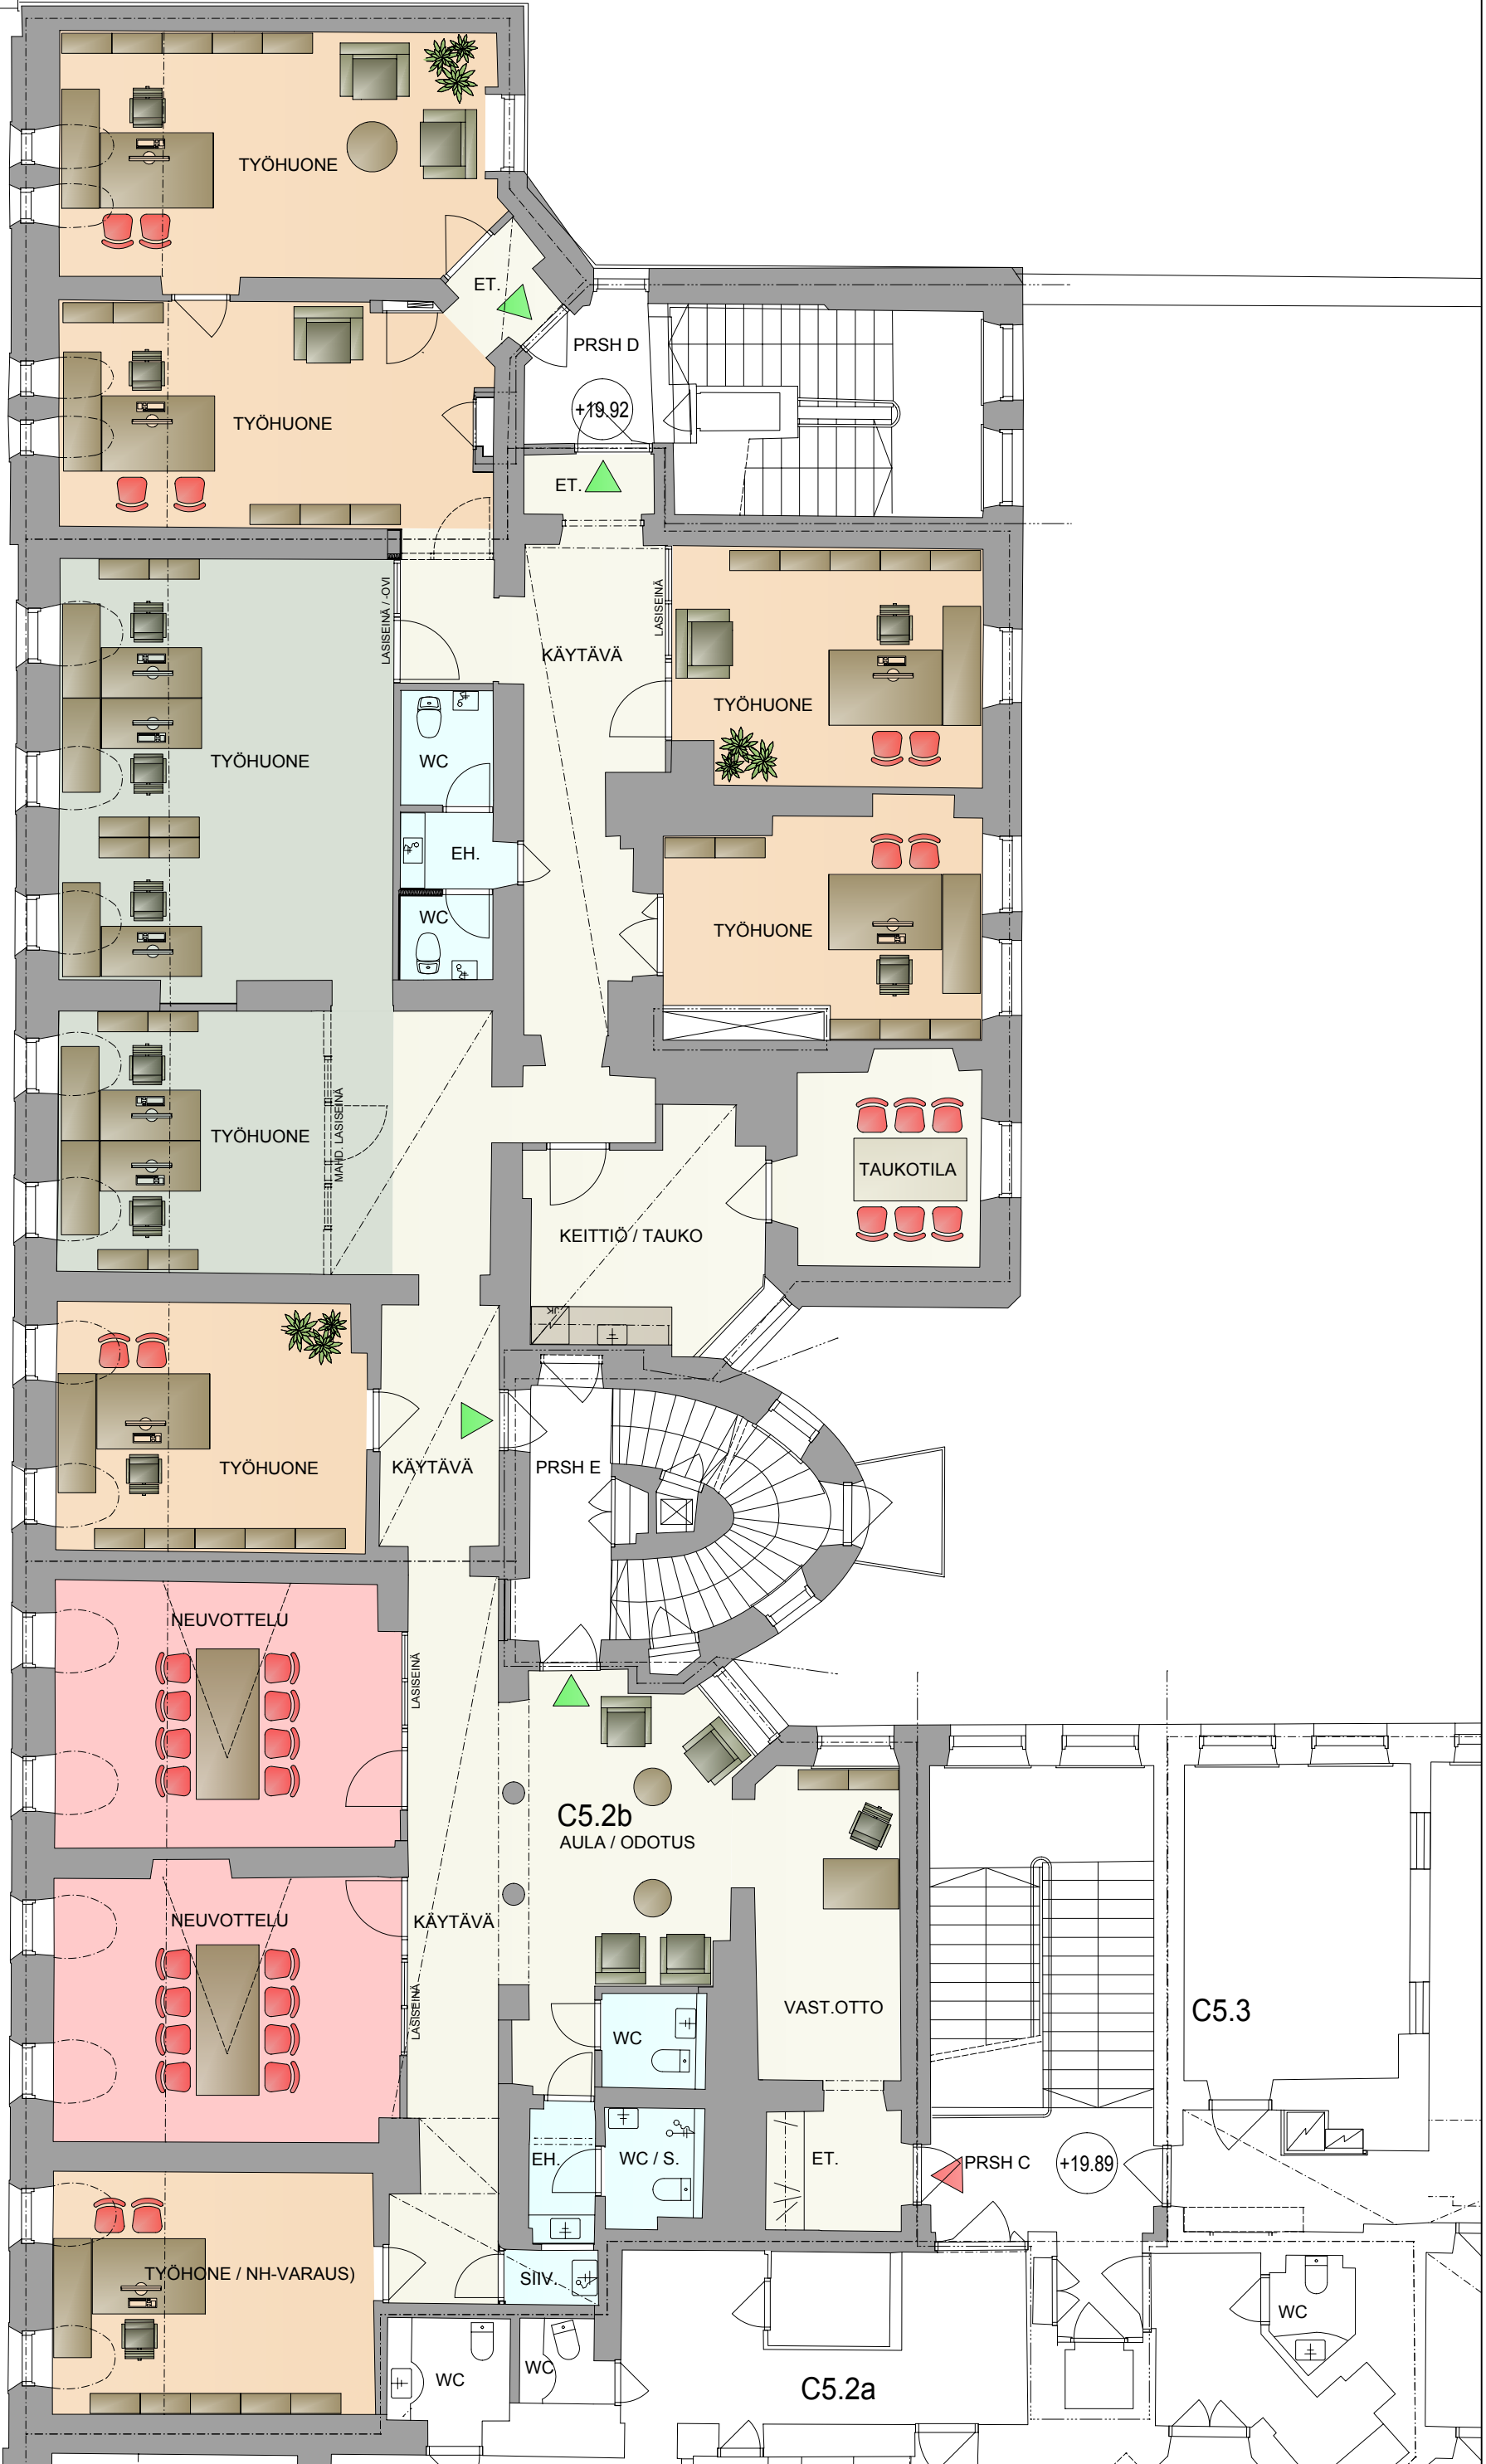 TYÖHUONE
ET.
PRSH D
+19.92
TYÖHUONE
ET.
LASISEINÄ / -OVI
LASISEINÄ
KÄYTÄVÄ
TYÖHUONE
TYÖHUONE
WC
EH.
WC
TYÖHUONE
MAHD. LASISEINÄ
TYÖHUONE
TAUKOTILA
KEITTIÖ / TAUKO
JK
TYÖHUONE
KÄYTÄVÄ
PRSH E
NEUVOTTELU
LASISEINÄ
C5.2b
AULA / ODOTUS
NEUVOTTELU
KÄYTÄVÄ
LASISEINÄ
VAST.OTTO
C5.3
WC
EH.
WC / S.
ET.
PRSH C
+19.89
TYÖHONE / NH-VARAUS)
SIIV.
WC
WC
WC
C5.2a